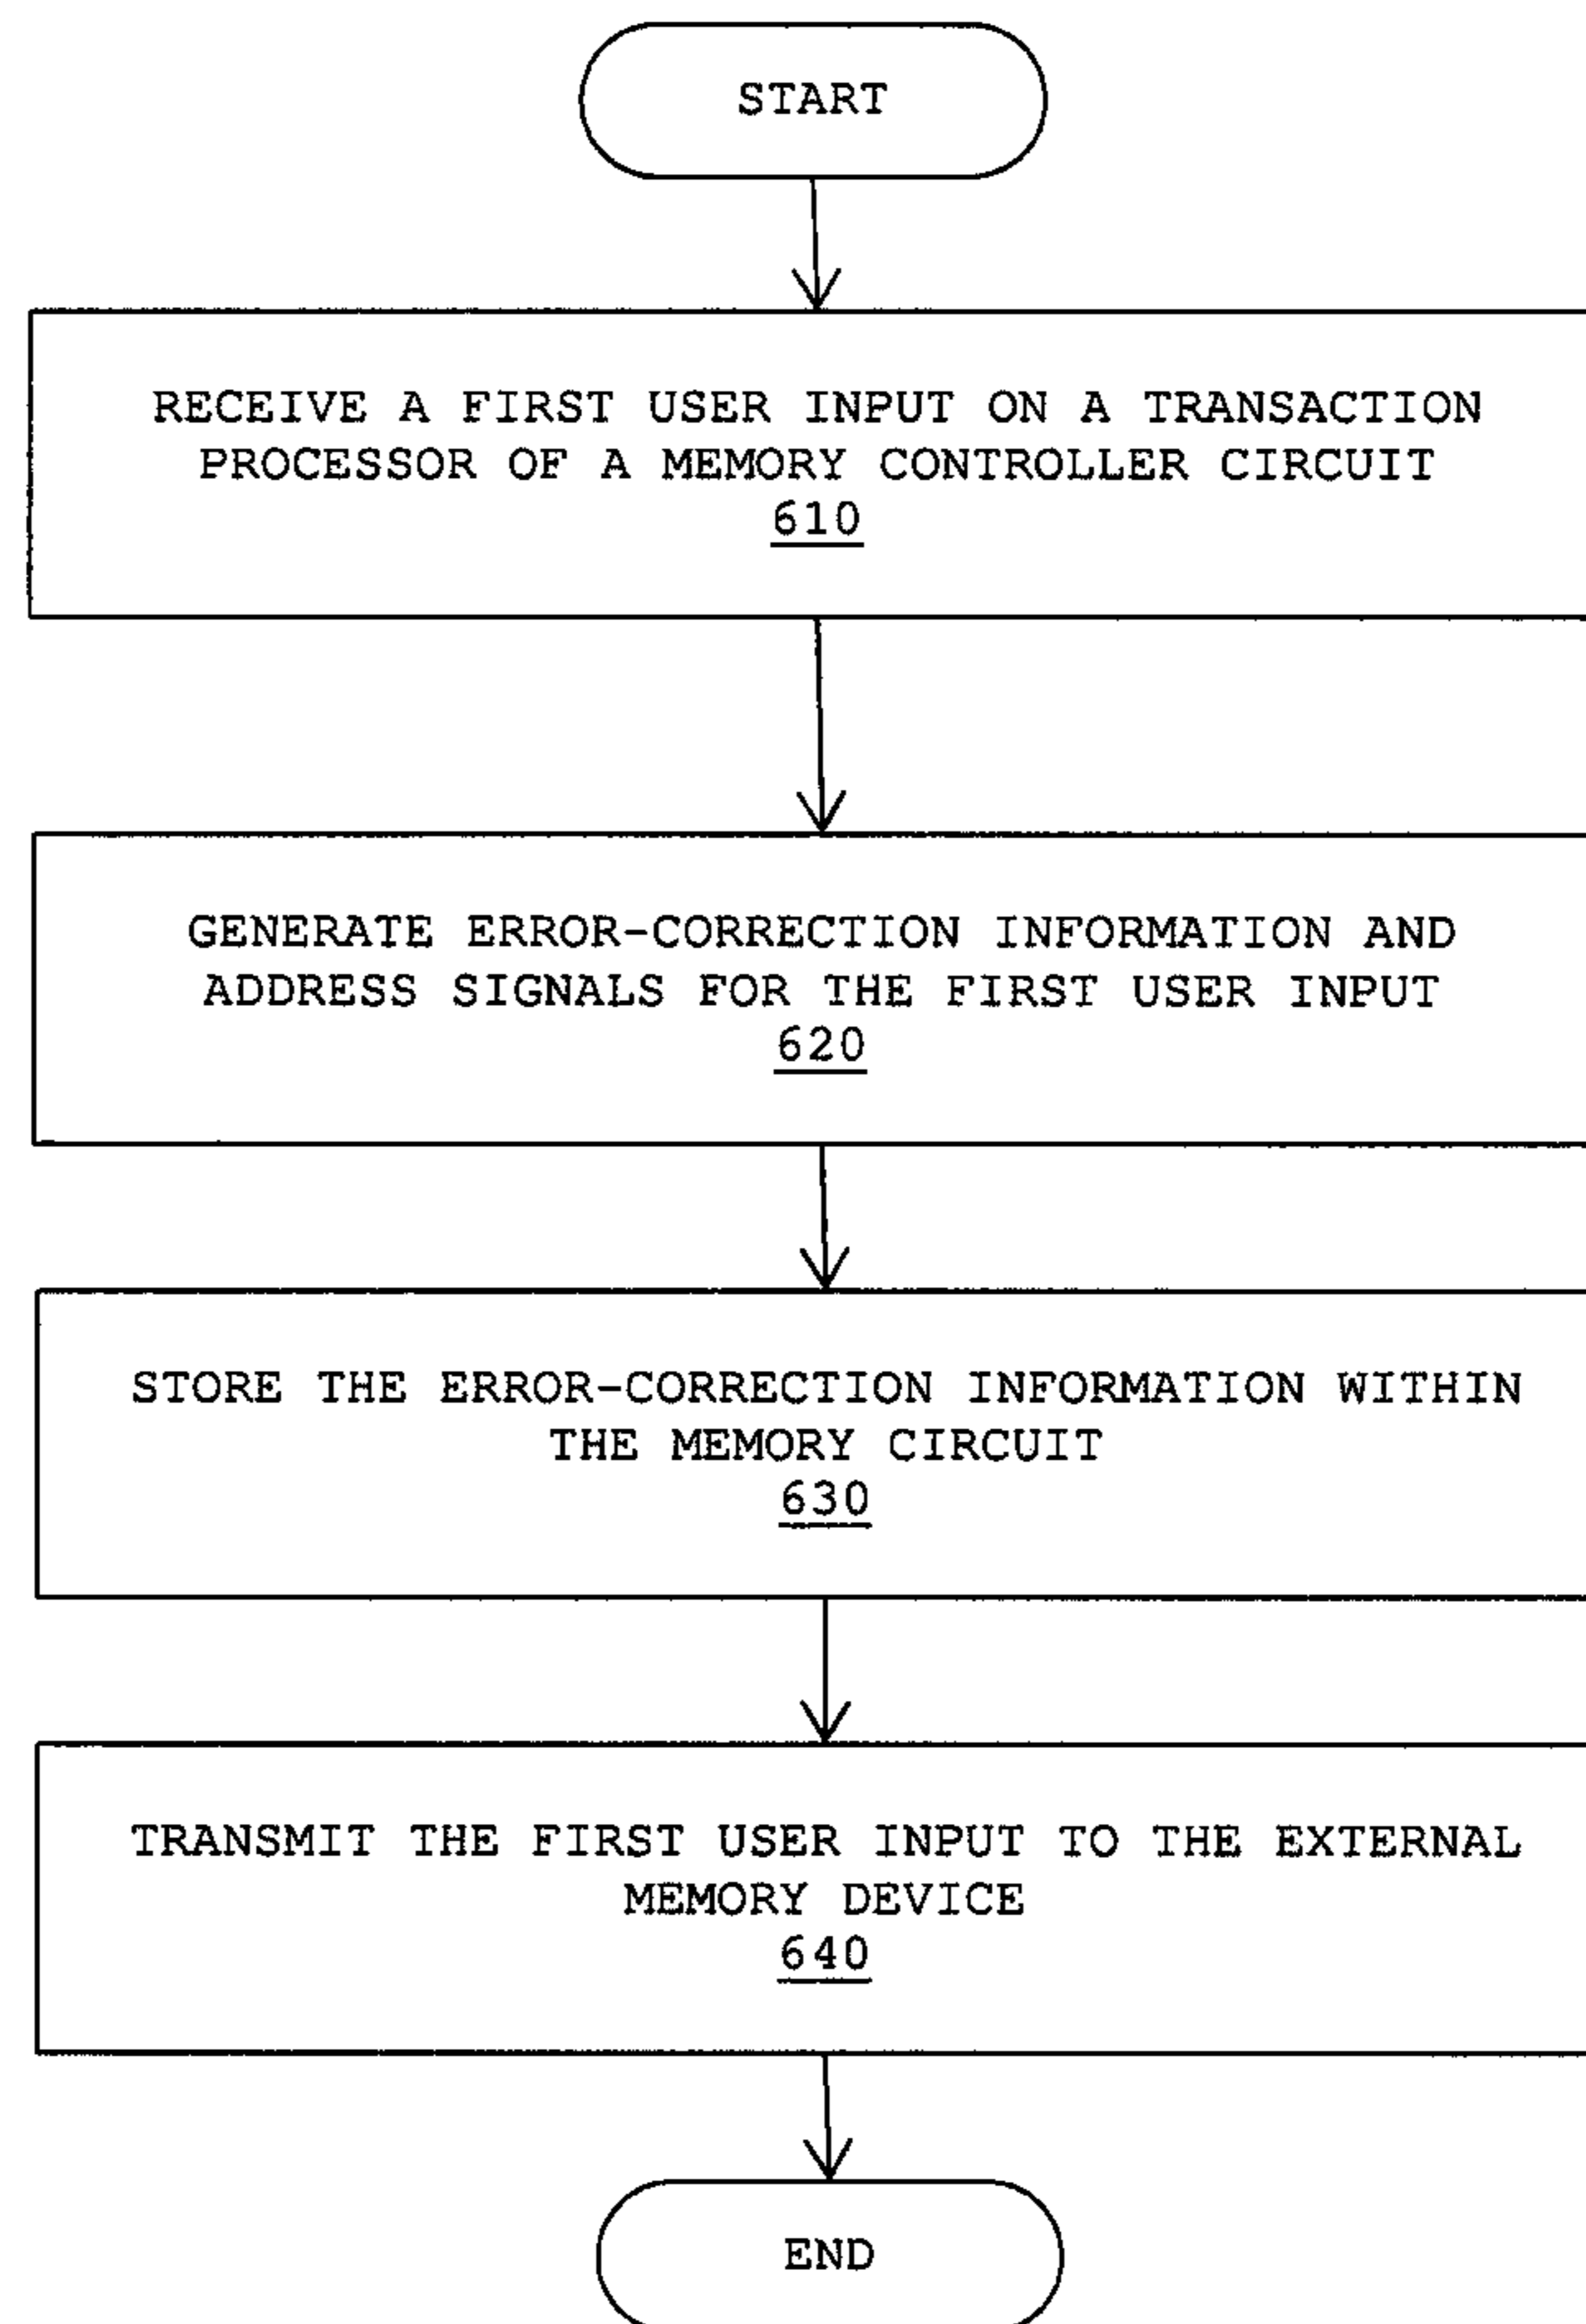 START
RECEIVE A FIRST USER INPUT ON A TRANSACTION
PROCESSOR OF A MEMORY CONTROLLER CIRCUIT
610
GENERATE ERROR-CORRECTION INFORMATION AND
ADDRESS SIGNALS FOR THE FIRST USER INPUT
620
STORE THE ERROR-CORRECTION INFORMATION WITHIN
THE MEMORY CIRCUIT
630
TRANSMIT THE FIRST USER INPUT TO THE EXTERNAL
MEMORY DEVICE
640
END